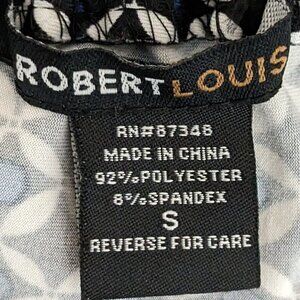 ROBERT LOUIS
RN#87348
MADE IN CHINA
92%POLYESTER
8%SPANDEX
S
REVERSE FOR CARE